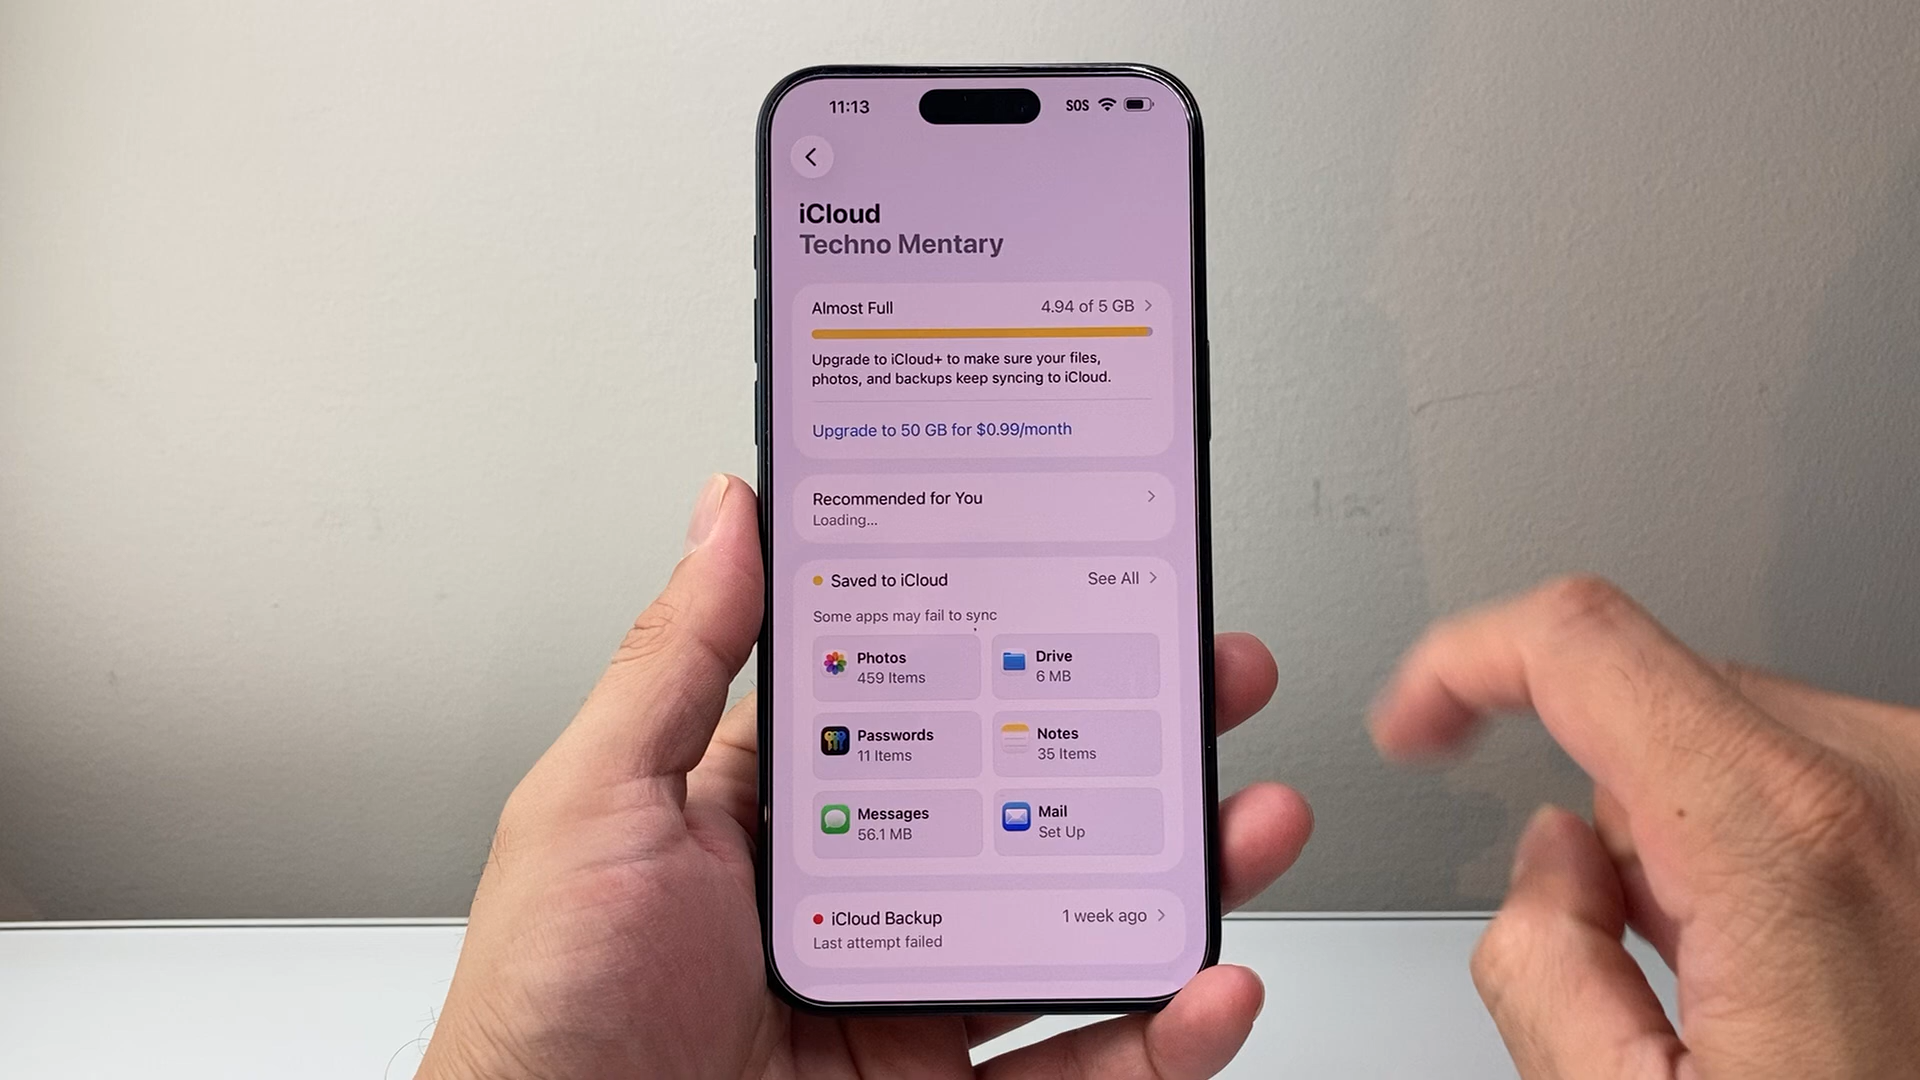 11:13
SOS
iCloud
Techno Mentary
Almost Full
4.94 of 5 GB
Upgrade to iCloud+ to make sure your files,
photos, and backups keep syncing to iCloud.
Upgrade to 50 GB for $0.99/month
Recommended for You
Loading...
Saved to iCloud
See All
Some apps may fail to sync
Photos
459 Items
Drive
6 MB
Passwords
11 Items
Notes
35 Items
Messages
56.1 MB
Mail
Set Up
iCloud Backup
1 week ago
Last attempt failed